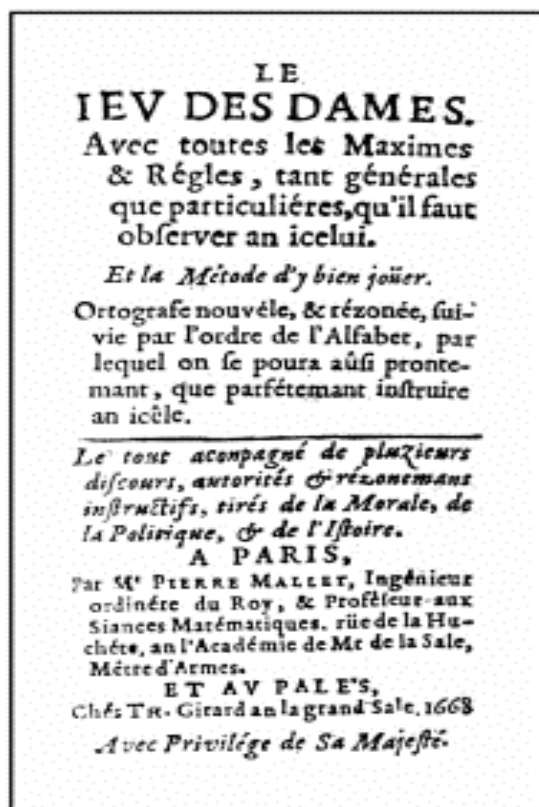 LE
IEV DES DAMES.
Avec toutes les Maximes
& Régles, tant générales
que particuliéres, qu'il faut
obſerver an icelui.
Et la Métode d'y bien joüer.
Ortografe nouvéle, & rézonée, ſui-
vie par l'ordre de l'Alfabet, par
lequel on ſe poura aûſi pronte-
mant, que parfétemant inſtruire
an icêle.
Le tout aconpagné de pluzieurs
diſcours, autorités & rézonemans
inſtructifs, tirés de la Morale, de
la Politique, & de l'Iſtoire.
A PARIS,
Par Mr PIERRE MALLET, Ingénieur
ordinére du Roy, & Profêſeur aux
Siances Matématiques. rüe de la Hu-
chéte, an l'Académie de Mr de la Sale,
Métre d'Armes.
ET AV PALE'S,
Chés TR. Girard an la grand Sale. 1668
Avec Privilége de Sa Majeſté.